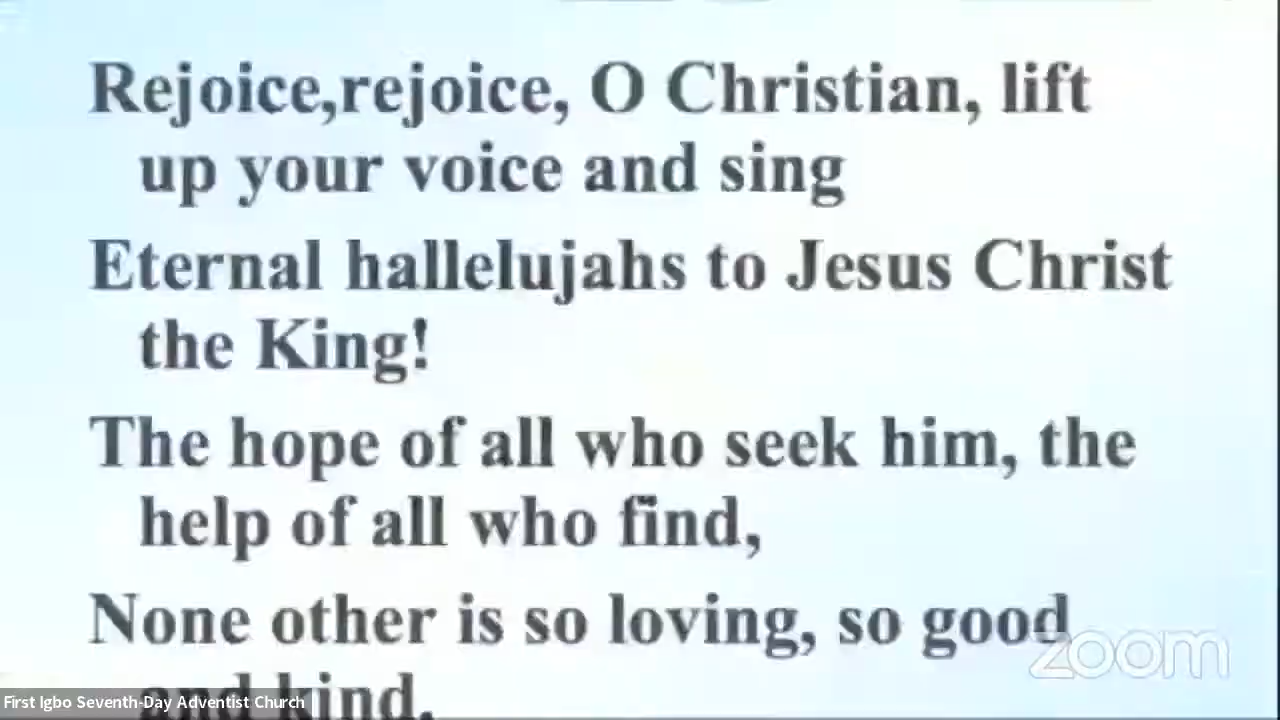 Rejoice,rejoice, O Christian, lift
up your voice and sing
Eternal hallelujahs to Jesus Christ
the King!
The hope of all who seek him, the
help of all who find,
None other is so loving, so good
and kind.
zoom
First Igbo Seventh-Day Adventist Church